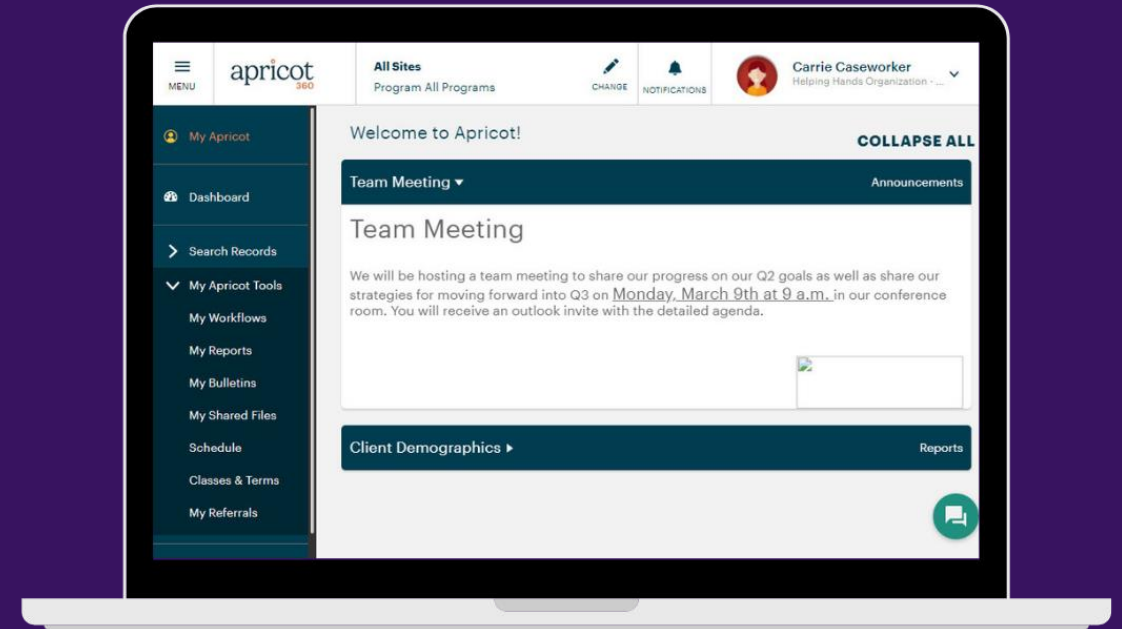 MENU
apricot
360
All Sites
Program All Programs
CHANGE
NOTIFICATIONS
Carrie Caseworker
Helping Hands Organization - ...
My Apricot
Dashboard
Search Records
My Apricot Tools
My Workflows
My Reports
My Bulletins
My Shared Files
Schedule
Classes & Terms
My Referrals
Welcome to Apricot!
COLLAPSE ALL
Team Meeting
Announcements
Team Meeting
We will be hosting a team meeting to share our progress on our Q2 goals as well as share our
strategies for moving forward into Q3 on Monday, March 9th at 9 a.m. in our conference
room. You will receive an outlook invite with the detailed agenda.
Client Demographics
Reports